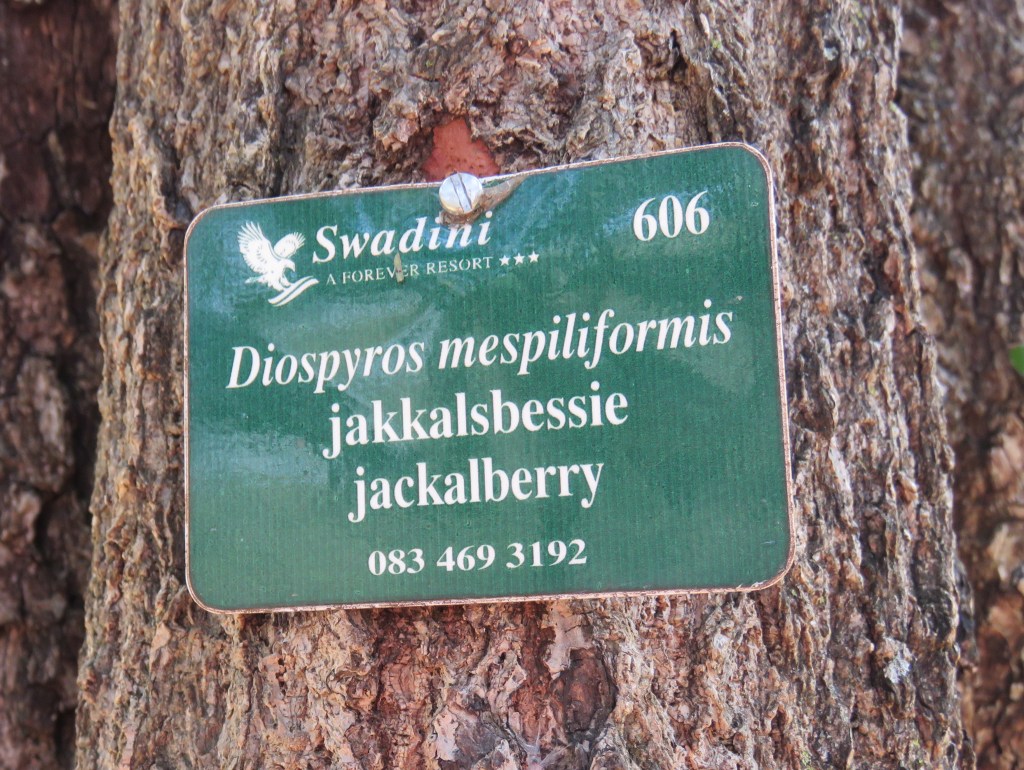 Swadini 606
A FOREVER RESORT ★★★
Diospyros mespiliformis
jakkalsbessie
jackalberry
083 469 3192